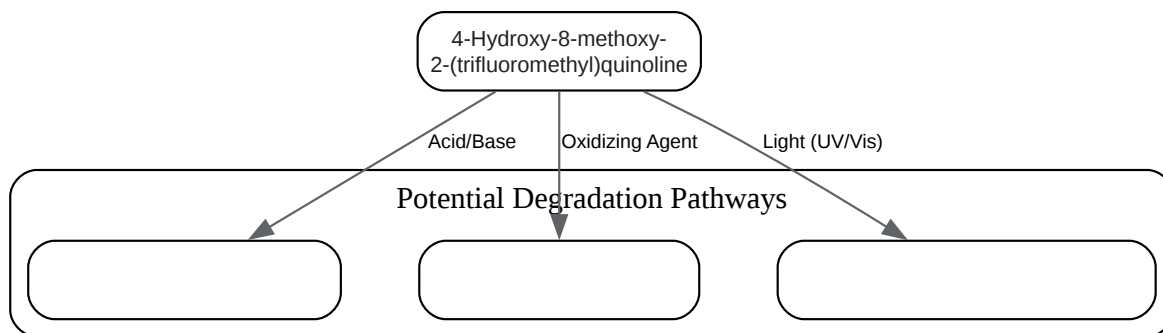 4-Hydroxy-8-methoxy-
2-(trifluoromethyl)quinoline
Acid/Base
Oxidizing Agent
Light (UV/Vis)
Potential Degradation Pathways